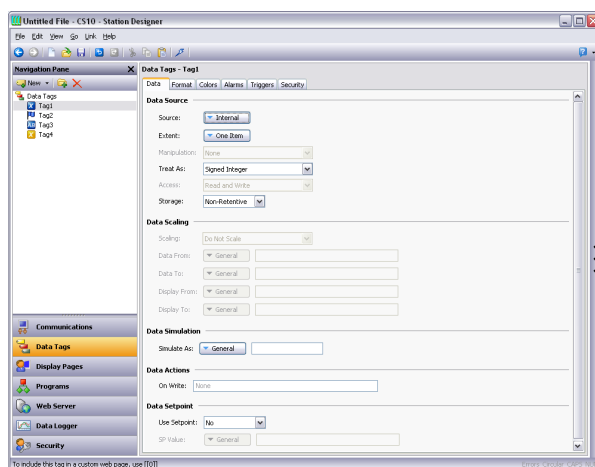 Untitled File - CS10 - Station Designer
File Edit View Go Link Help
Navigation Pane
New
Data Tags
Tag1
Tag2
Tag3
Tag4
Communications
Data Tags
Display Pages
Programs
Web Server
Data Logger
Security
Data Tags - Tag1
Data Format Colors Alarms Triggers Security
Data Source
Source: Internal
Extent: One Item
Manipulation: None
Treat As: Signed Integer
Access: Read and Write
Storage: Non-Retentive
Data Scaling
Scaling: Do Not Scale
Data From: General
Data To: General
Display From: General
Display To: General
Data Simulation
Simulate As: General
Data Actions
On Write: None
Data Setpoint
Use Setpoint: No
SP Value: General
To include this tag in a custom web page, use [[0]]
Errors Circular CAPS